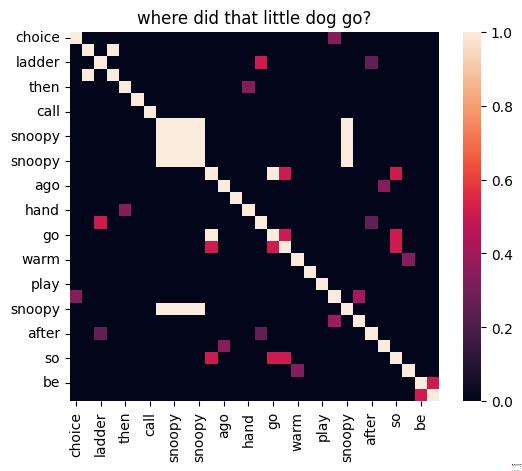 where did that little dog go?
choice
ladder
then
call
snoopy
snoopy
ago
hand
go
warm
play
snoopy
after
so
be
choice
ladder
then
call
snoopy
snoopy
ago
hand
go
warm
play
snoopy
after
so
be
1.0
0.8
0.6
0.4
0.2
0.0